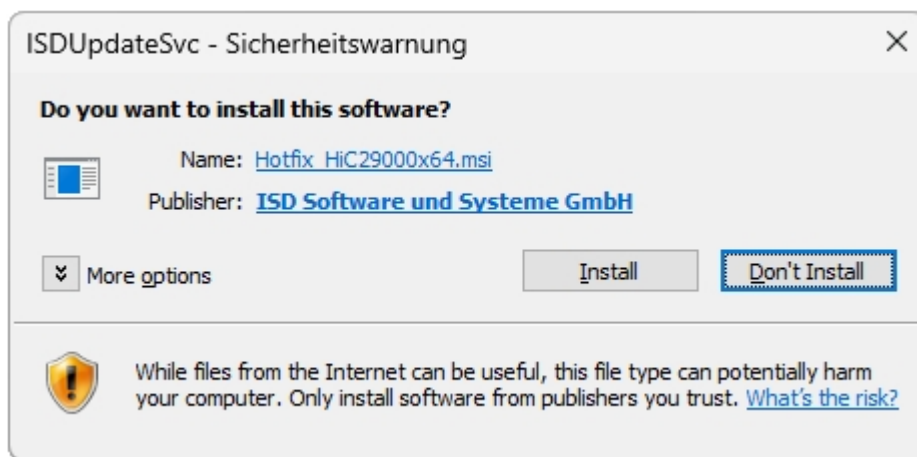 ISDUpdateSvc - Sicherheitswarnung
Do you want to install this software?
Name: Hotfix_HiC29000x64.msi
Publisher: ISD Software und Systeme GmbH
More options
Install
Don't Install
While files from the Internet can be useful, this file type can potentially harm
your computer. Only install software from publishers you trust. What's the risk?